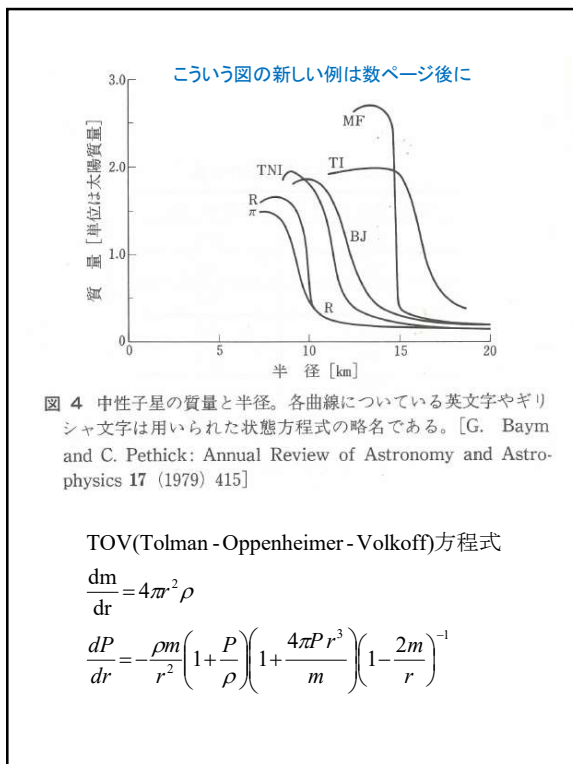 こういう図の新しい例は数ページ後に
3.0
2.0
1.0
0
質 量 [単位は太陽質量]
MF
TI
TNI
R
π
BJ
R
0 5 10 15 20
半 径 [km]
図 4 中性子星の質量と半径。各曲線についている英文字やギリ
シャ文字は用いられた状態方程式の略名である。[G. Baym
and C. Pethick: Annual Review of Astronomy and Astro-
physics 17 (1979) 415]
TOV(Tolman - Oppenheimer - Volkoff)方程式
dm/dr = 4πr²ρ
dP/dr = −ρm/r² (1 + P/ρ)(1 + 4πP r³/m)(1 − 2m/r)⁻¹